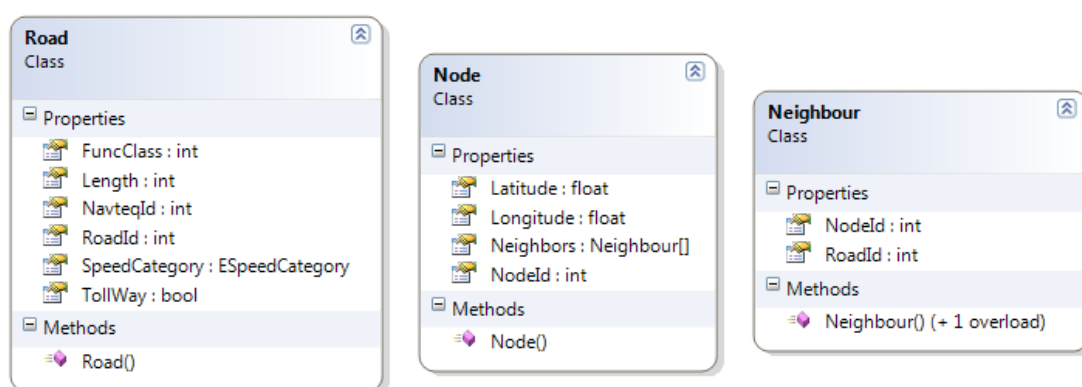 Road
Class
Properties
FuncClass : int
Length : int
NavteqId : int
RoadId : int
SpeedCategory : ESpeedCategory
TollWay : bool
Methods
Road()
Node
Class
Properties
Latitude : float
Longitude : float
Neighbors : Neighbour[]
NodeId : int
Methods
Node()
Neighbour
Class
Properties
NodeId : int
RoadId : int
Methods
Neighbour() (+ 1 overload)